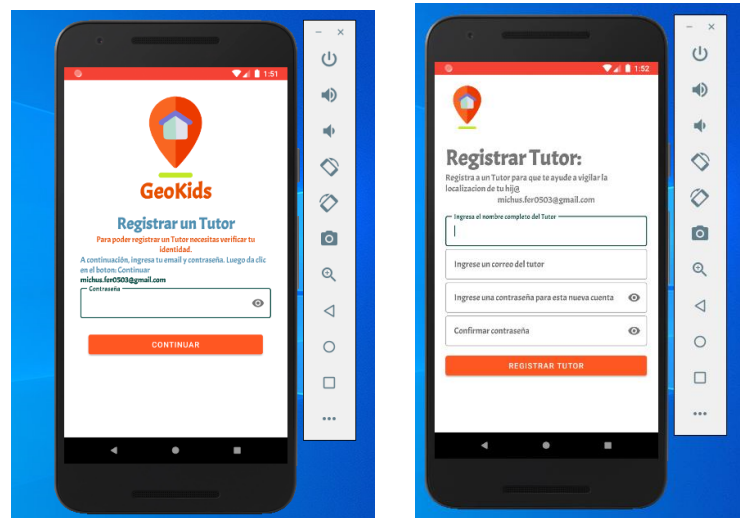 1:51
GeoKids
Registrar un Tutor
Para poder registrar un Tutor necesitas verificar tu
identidad.
A continuación, ingresa tu email y contraseña. Luego da clic
en el boton: Continuar
michus.fer0503@gmail.com
Contraseña
CONTINUAR
1:52
Registrar Tutor:
Registra a un Tutor para que te ayude a vigilar la
localizacion de tu hij@
michus.fer0503@gmail.com
Ingresa el nombre completo del Tutor
Ingrese un correo del tutor
Ingrese una contraseña para esta nueva cuenta
Confirmar contraseña
REGISTRAR TUTOR